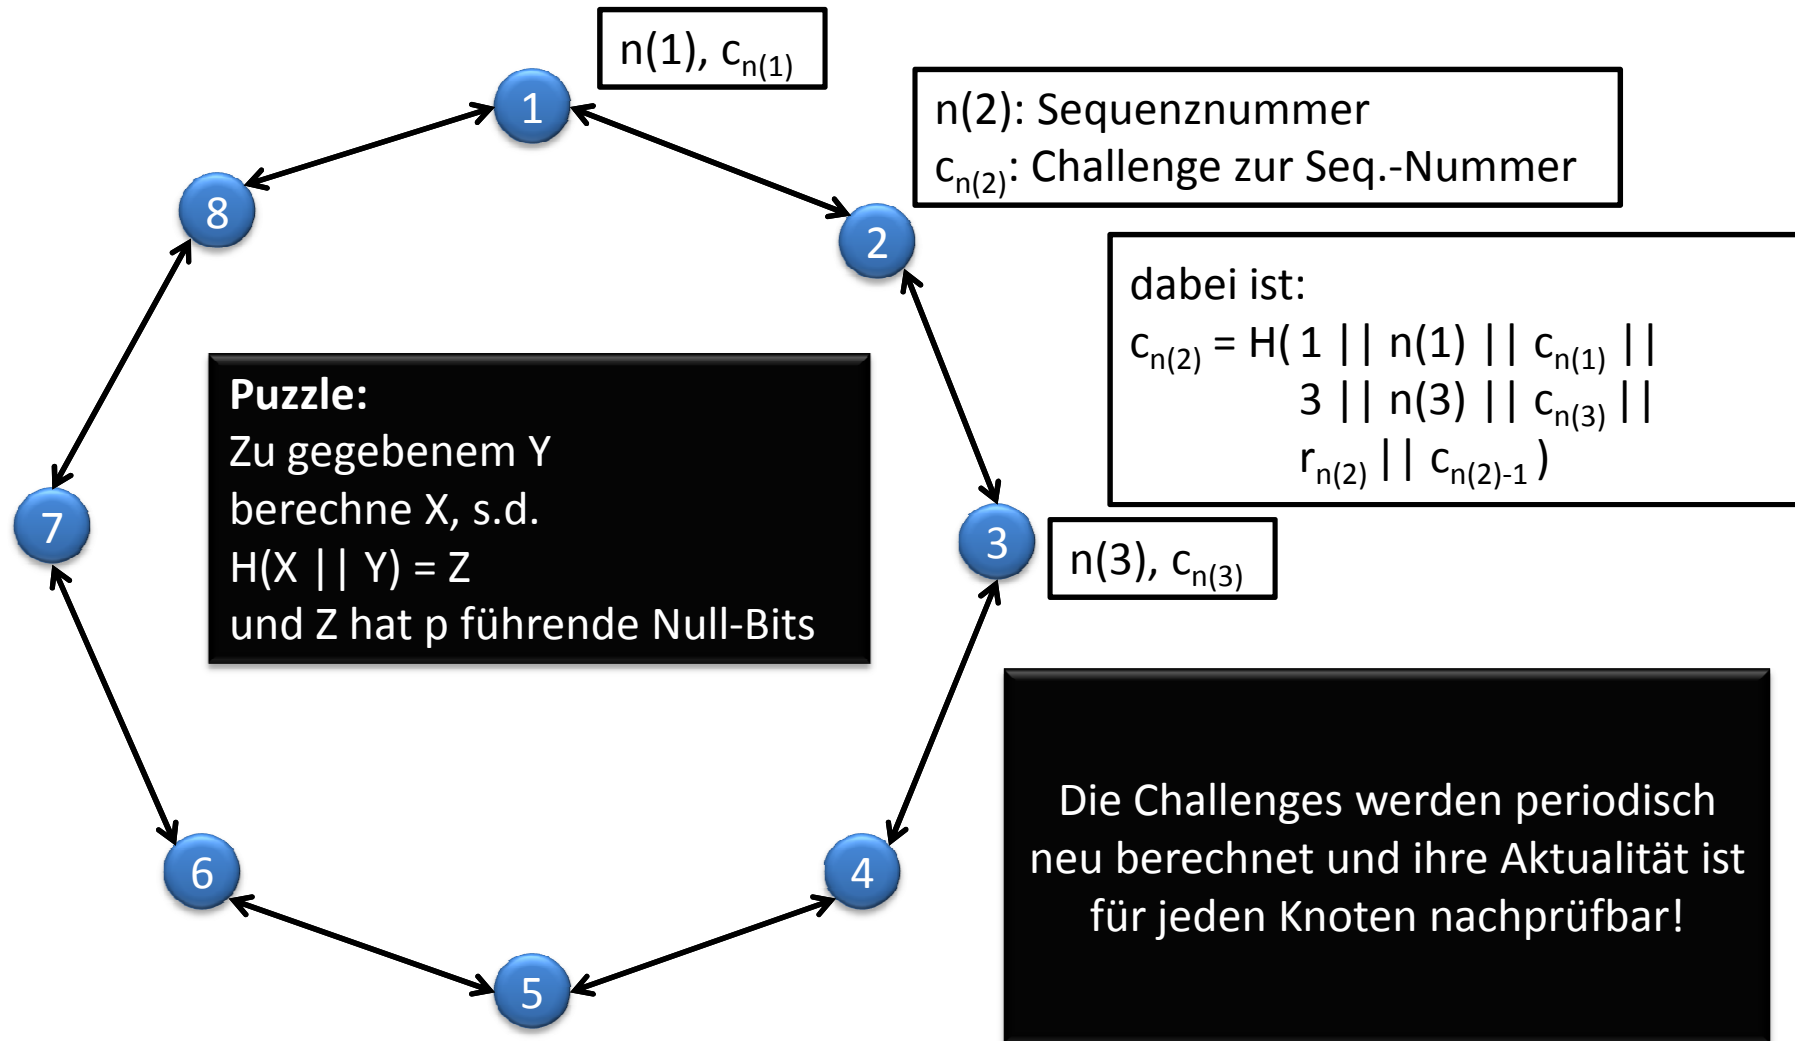 n(1), c_n(1)
1
n(2): Sequenznummer
c_n(2): Challenge zur Seq.-Nummer
8
2
dabei ist:
c_n(2) = H( 1 || n(1) || c_n(1) ||
3 || n(3) || c_n(3) ||
r_n(2) || c_n(2)-1 )
Puzzle:
Zu gegebenem Y
berechne X, s.d.
H(X || Y) = Z
und Z hat p führende Null-Bits
7
3
n(3), c_n(3)
Die Challenges werden periodisch
neu berechnet und ihre Aktualität ist
für jeden Knoten nachprüfbar!
6
4
5